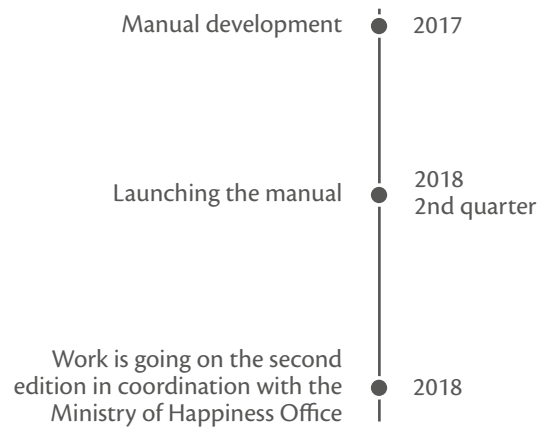 Manual development
2017
Launching the manual
2018
2nd quarter
Work is going on the second
edition in coordination with the
Ministry of Happiness Office
2018